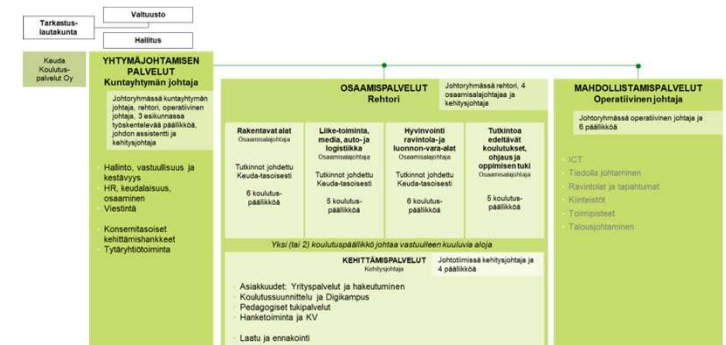 Valtuusto
Tarkastus-
lautakunta
Hallitus
Keuda
Koulutus-
palvelut Oy
YHTYMÄJOHTAMISEN
PALVELUT
Kuntayhtymän johtaja
Johtoryhmässä kuntayhtymän
johtaja, rehtori, operatiivinen
johtaja, 3 esikunnassa
työskentelevää päällikköä,
johdon assistentti ja
kehitysjohtaja
Hallinto, vastuullisuus ja
kestävyys
HR, keudalaisuus,
osaaminen
Viestintä
Konsernitasoiset
kehittämishankkeet
Tytäryhtiötoiminta
OSAAMISPALVELUT
Rehtori
Johtoryhmässä rehtori, 4
osaamisalajohtajaa ja
kehitysjohtaja
Rakentavat alat
Osaamisalajohtaja
Tutkinnot johdettu
Keuda-tasoisesti
6 koulutus-
päällikköä
Liike-toiminta,
media, auto- ja
logistiikka
Osaamisalajohtaja
Tutkinnot johdettu
Keuda-tasoisesti
5 koulutus-
päällikköä
Hyvinvointi
ravintola-ja
luonnon-vara-alat
Osaamisalajohtaja
Tutkinnot johdettu
Keuda-tasoisesti
6 koulutus-
päällikköä
Tutkintoa
edeltävät
koulutukset,
ohjaus ja
oppimisen tuki
Osaamisalajohtaja
5 koulutus-
päällikköä
Yksi (tai 2) koulutuspäällikkö johtaa vastuulleen kuuluvia aloja
KEHITTÄMISPALVELUT
Kehitysjohtaja
Johtotiimissä kehitysjohtaja ja
4 päällikköä
Asiakkuudet: Yrityspalvelut ja hakeutuminen
Koulutussuunnittelu ja Digikampus
Pedagogiset tukipalvelut
Hanketoiminta ja KV
Laatu ja ennakointi
MAHDOLLISTAMISPALVELUT
Operatiivinen johtaja
Johtoryhmässä operatiivinen johtaja ja
6 päällikköä
ICT
Tiedolla johtaminen
Ravintolat ja tapahtumat
Kiinteistöt
Toimipisteet
Talousjohtaminen